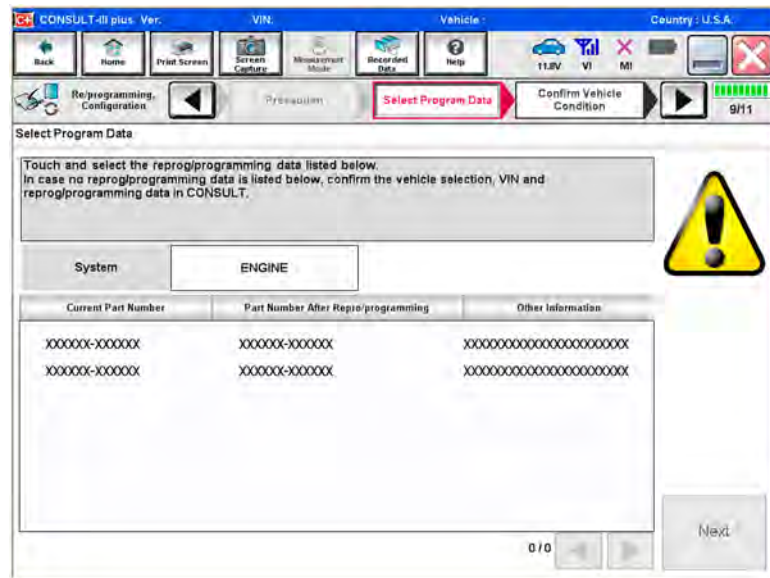 C+ CONSULT-III plus Ver. VIN: Vehicle : Country : U.S.A.
Back Home Print Screen Screen Capture Measurement Mode Recorded Data Help 11.8V VI MI
Re/programming, Configuration Precaution Select Program Data Confirm Vehicle Condition 9/11
Select Program Data
Touch and select the reprog/programming data listed below.
In case no reprog/programming data is listed below, confirm the vehicle selection, VIN and
reprog/programming data in CONSULT.
System ENGINE
Current Part Number Part Number After Repro/programming Other Information
XXXXXX-XXXXXX XXXXXX-XXXXXX XXXXXXXXXXXXXXXXXXXXXXXX
XXXXXX-XXXXXX XXXXXX-XXXXXX XXXXXXXXXXXXXXXXXXXXXXXX
0/0
Next